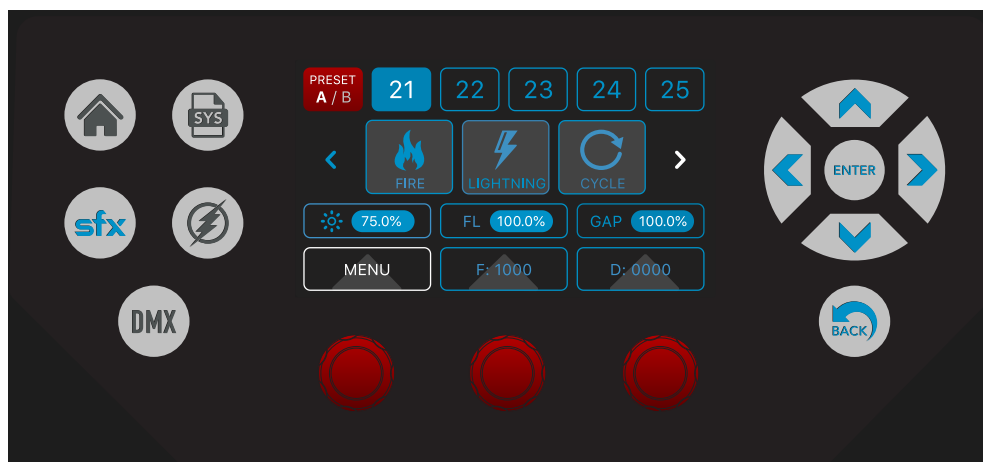 PRESET
A / B
21
22
23
24
25
SYS
FIRE
LIGHTNING
CYCLE
ENTER
sfx
75.0%
FL 100.0%
GAP 100.0%
MENU
F: 1000
D: 0000
DMX
BACK